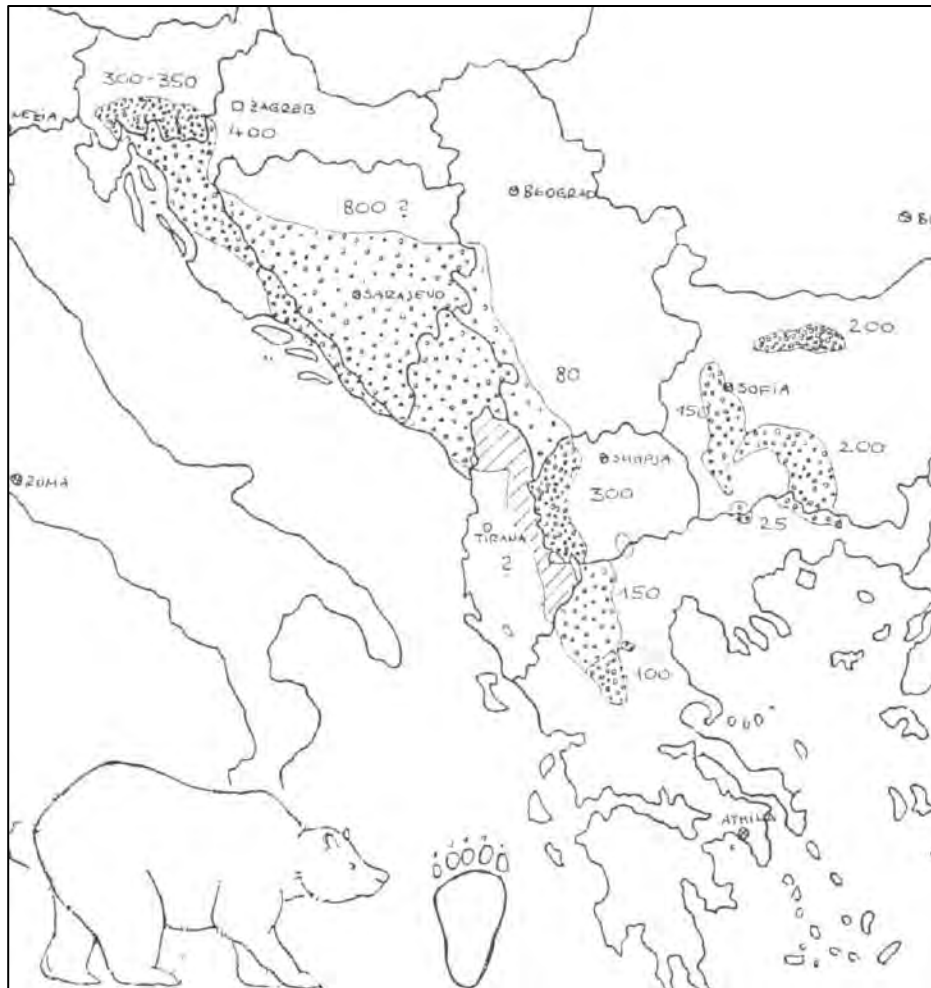 300-350
NEZIA
ZAGREB
400
800 ?
BEOGRAD
B
SARAJEVO
200
80
SOFIA
150
200
SKOPJA
ROMA
300
25
TIRANA
?
150
100
ATHINA